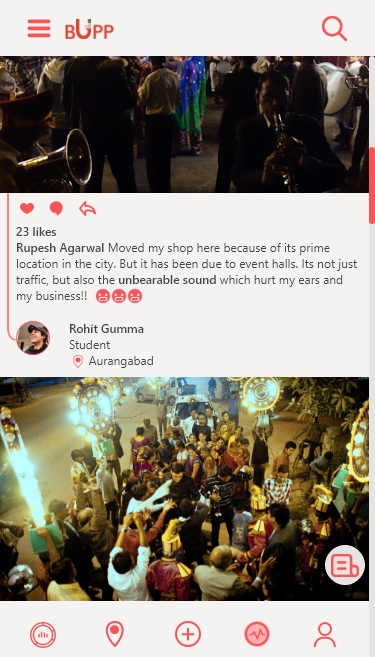 BUPP
23 likes
Rupesh Agarwal Moved my shop here because of its prime
location in the city. But it has been due to event halls. Its not just
traffic, but also the unbearable sound which hurt my ears and
my business!!
Rohit Gumma
Student
Aurangabad